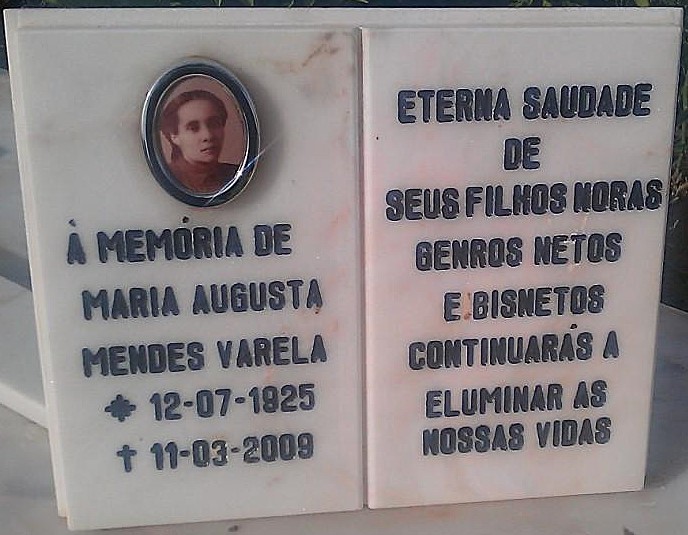 À MEMÓRIA DE
MARIA AUGUSTA
MENDES VARELA
12-07-1925
11-03-2009
ETERNA SAUDADE
DE
SEUS FILHOS NORAS
GENROS NETOS
E BISNETOS
CONTINUARÁS A
ELUMINAR AS
NOSSAS VIDAS